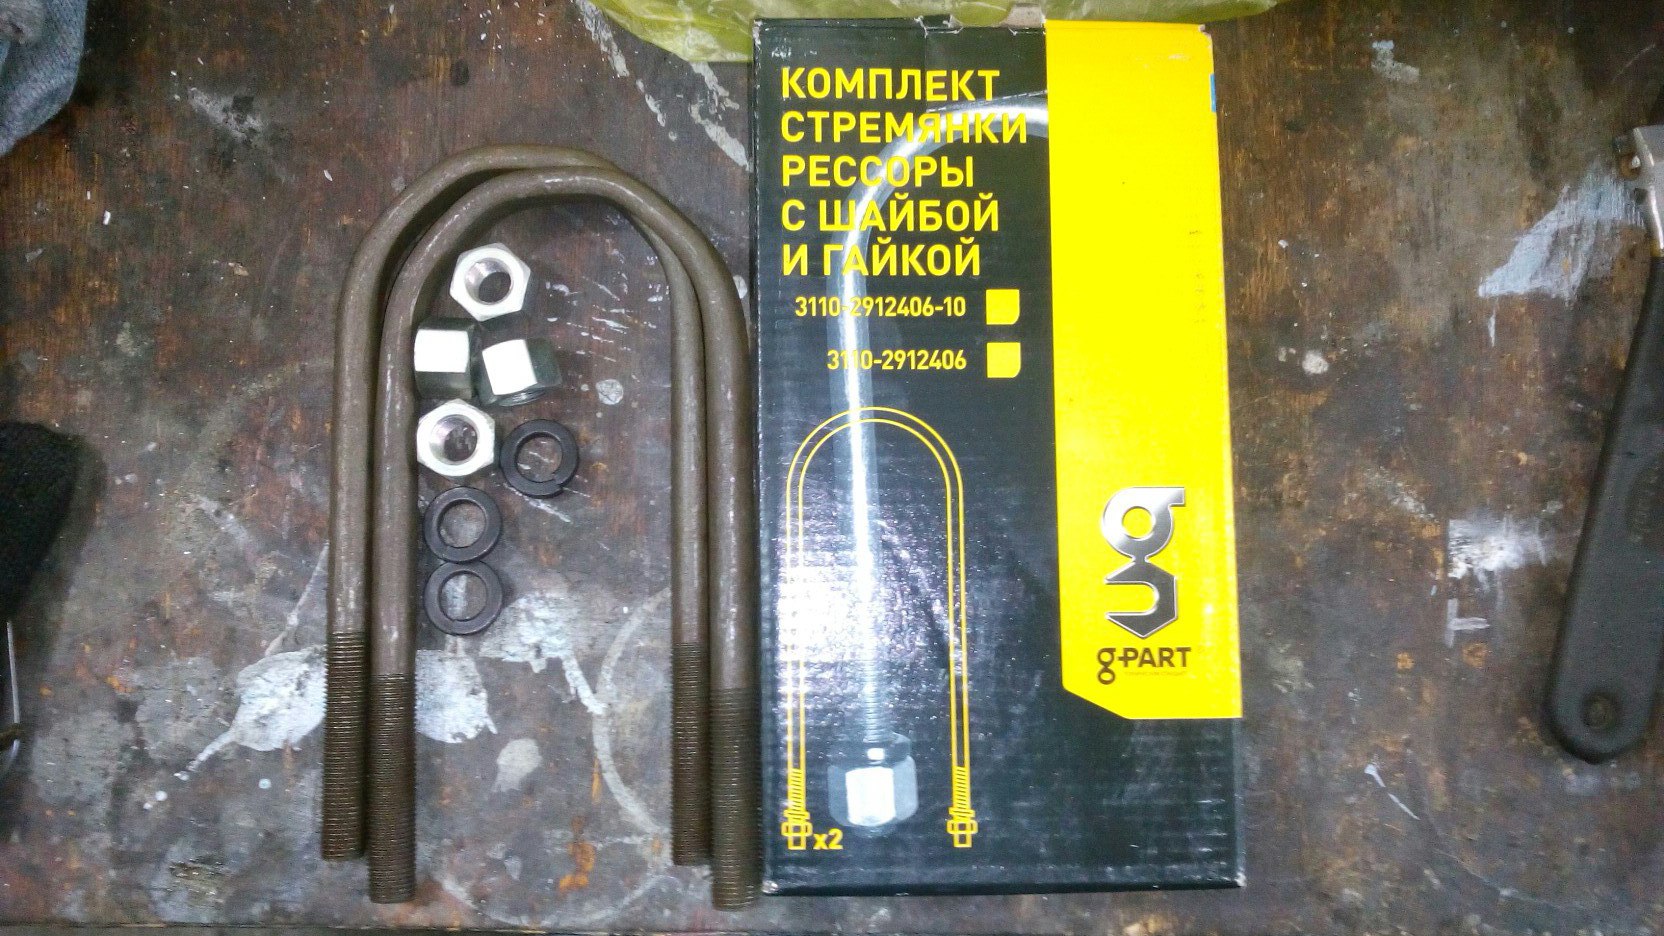 КОМПЛЕКТ
СТРЕМЯНКИ
РЕССОРЫ
С ШАЙБОЙ
И ГАЙКОЙ
3110-2912406-10
3110-2912406
x2
g-PART